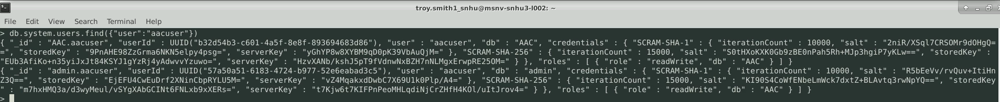 troy.smith1_snhu@msnv-snhu3-l002: ~
File Edit View Search Terminal Help
> db.system.users.find({"user":"aacuser"})
{ "_id" : "AAC.aacuser", "userId" : UUID("b32d54b3-c601-4a5f-8e8f-893694683d86"), "user" : "aacuser", "db" : "AAC", "credentials" : { "SCRAM-SHA-1" : { "iterationCount" : 10000, "salt" : "2niR/XSql7CRSOMr9dOHgQ=
=", "storedKey" : "9PnAHE98ZzGrma6NKN5elpy4psg=", "serverKey" : "yGhYP8w8XYBM9qD0pK39VbAuQjM=" }, "SCRAM-SHA-256" : { "iterationCount" : 15000, "salt" : "S0tHXoKXK0Gb9zBE0nPah5Rh+MJp3hgiP7yKLw==", "storedKey" :
"EUb3AfiKo+n35yiJxJt84KSYJ1gYzRj4yAdwvvYzuwo=", "serverKey" : "HzvXANb/kshJ5pT9fVdnwNxBZH7nNLMgxErwpRE25OM=" } }, "roles" : [ { "role" : "readWrite", "db" : "AAC" } ] }
{ "_id" : "admin.aacuser", "userId" : UUID("57a50a51-6183-4724-b977-52e6eabad3c5"), "user" : "aacuser", "db" : "admin", "credentials" : { "SCRAM-SHA-1" : { "iterationCount" : 10000, "salt" : "R5bEeVv/rvQuv+ItiHn
Z3Q==", "storedKey" : "EjEFU4CwEuDrf2XNinCbpRYLU5M=", "serverKey" : "vZ4MqakxdDwbC7X69U1k0Plp/A4=" }, "SCRAM-SHA-256" : { "iterationCount" : 15000, "salt" : "KI90S4CoWfENbeLmWck7dxtZ+BLAvtq3rwNpYQ==", "storedKey
" : "m7hxHMQ3a/d3wyMeul/vSYgXAbGCINt6FNLxb9xXERs=", "serverKey" : "t7Kjw6t7KIFPnPeoMHLqdiNjCrZHfH4KOl/uItJrov4=" } }, "roles" : [ { "role" : "readWrite", "db" : "AAC" } ] }
>